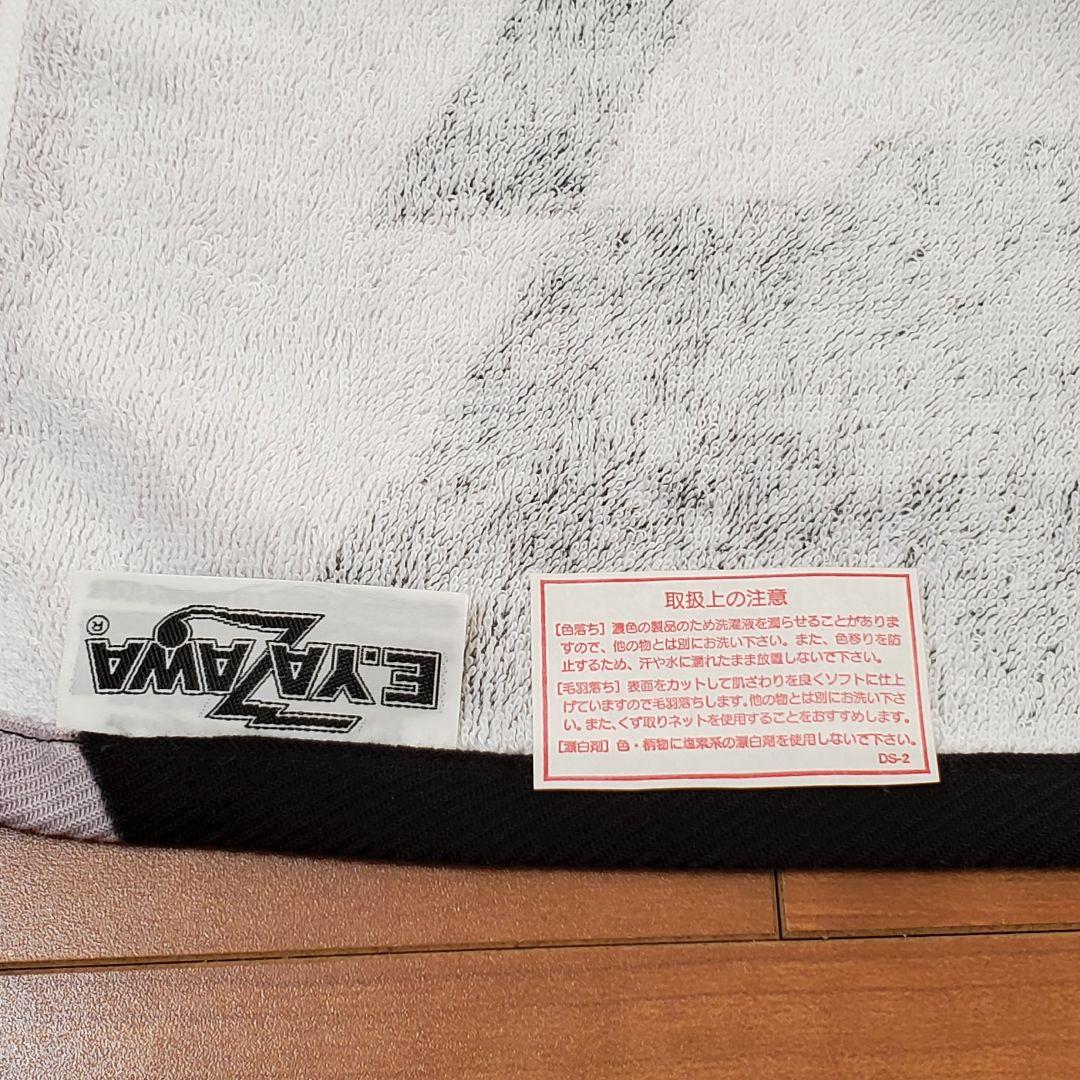 E.YAZAWA
®
取扱上の注意
[色落ち] 濃色の製品のため洗濯液を濁らせることがありま
すので、他の物とは別にお洗い下さい。また、色移りを防
止するため、汗や水に濡れたまま放置しないで下さい。
[毛羽落ち] 表面をカットして肌ざわりを良くソフトに仕上
げていますので毛羽落ちします。他の物とは別にお洗い下さ
い。また、くず取りネットを使用することをおすすめします。
[漂白剤] 色・柄物に塩素系の漂白剤を使用しないで下さい。
DS-2